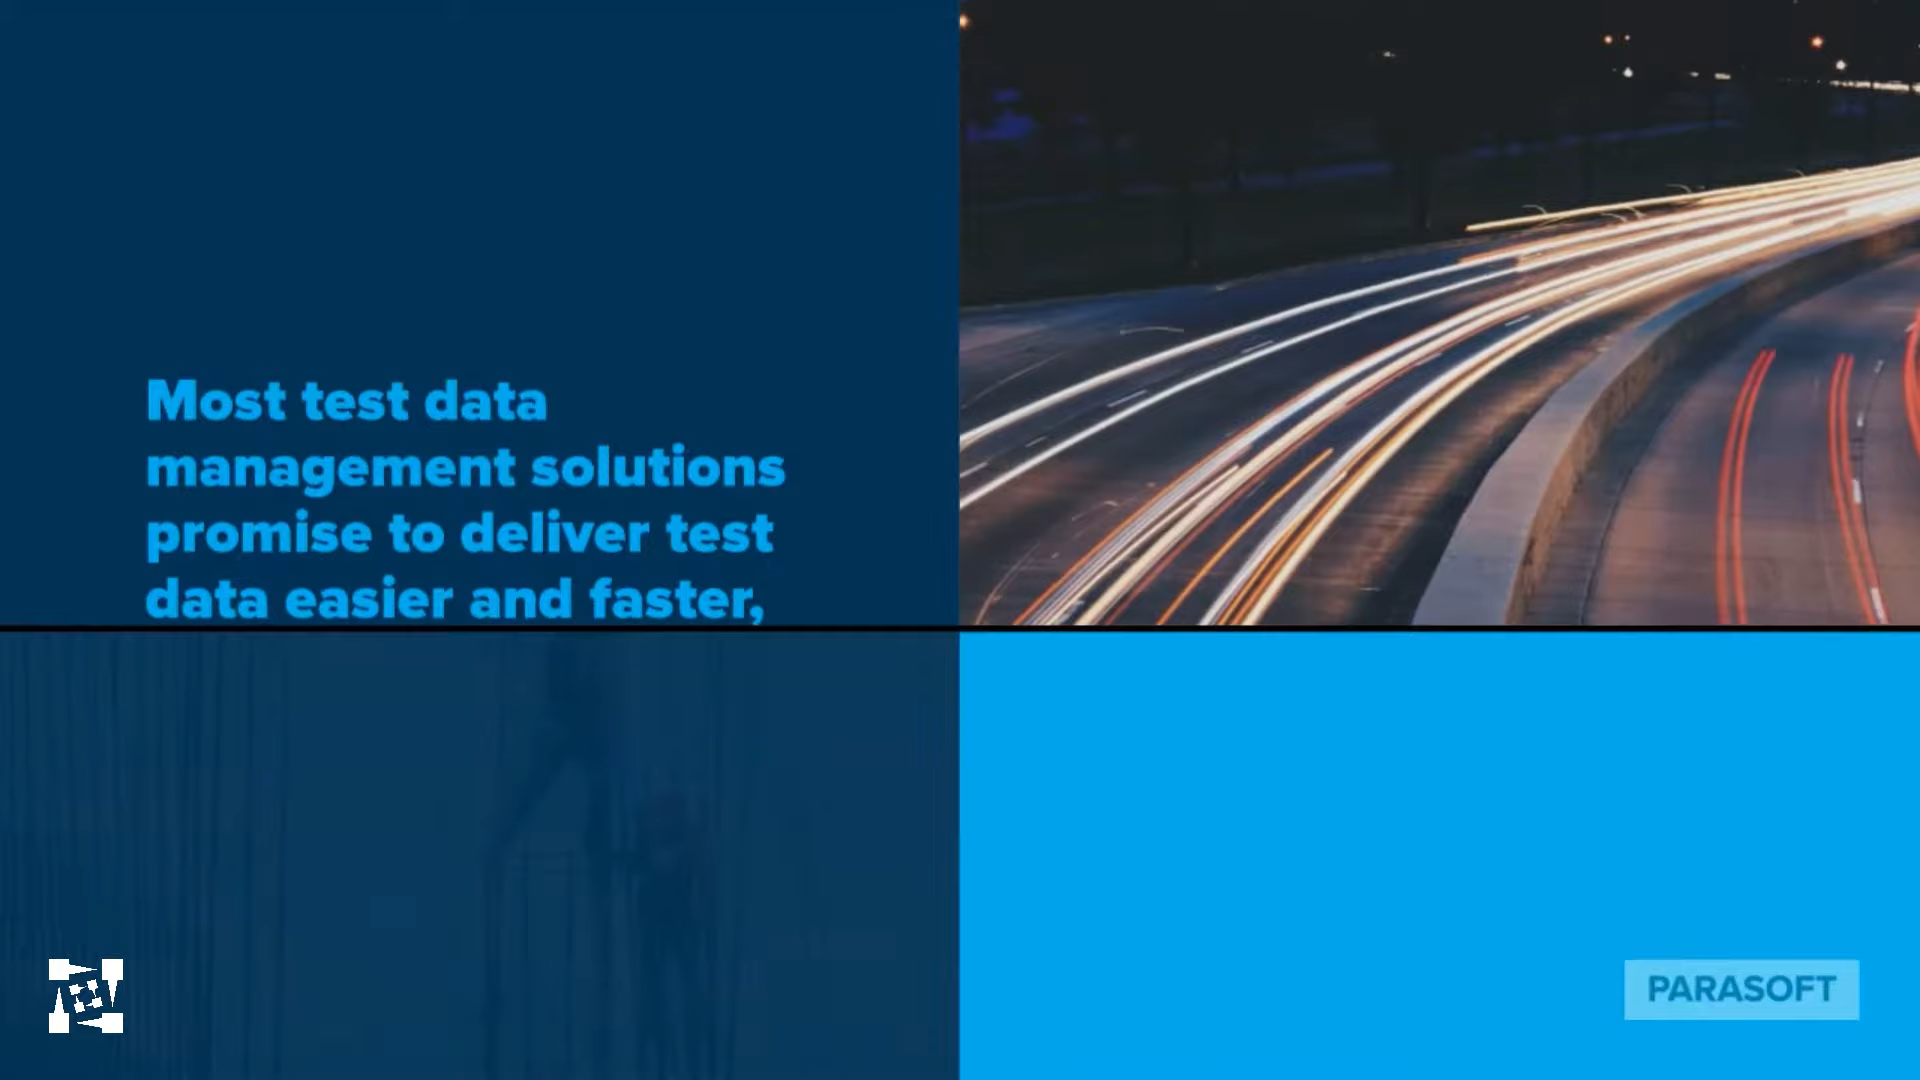 Most test data
management solutions
promise to deliver test
data easier and faster,
PARASOFT